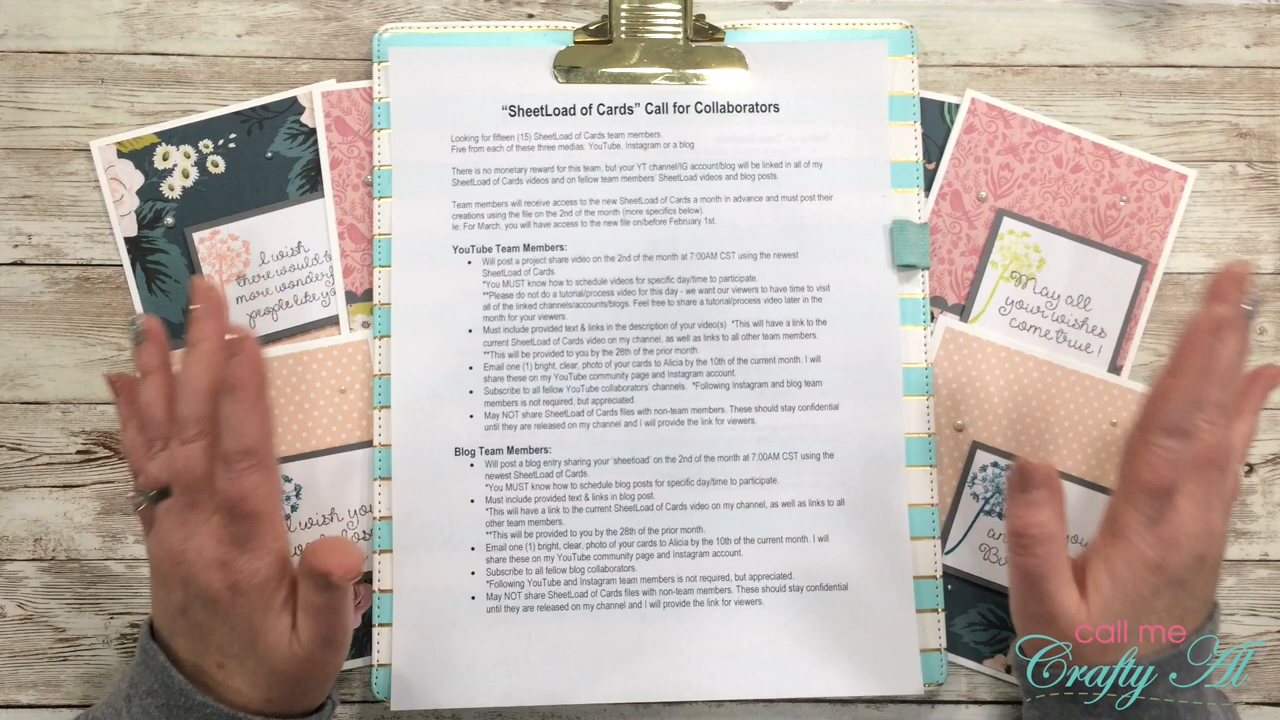 “SheetLoad of Cards” Call for Collaborators
Looking for fifteen (15) SheetLoad of Cards team members.
Five from each of these three medias: YouTube, Instagram or a blog
There is no monetary reward for this team, but your YT channel/IG account/blog will be linked in all of my
SheetLoad of Cards videos and on fellow team members' SheetLoad videos and blog posts.
Team members will receive access to the new SheetLoad of Cards a month in advance and must post their
creations using the file on the 2nd of the month (more specifics below).
Ie: For March, you will have access to the new file on/before February 1st.
YouTube Team Members:
• Will post a project share video on the 2nd of the month at 7:00AM CST using the newest
SheetLoad of Cards.
*You MUST know how to schedule videos for specific day/time to participate.
**Please do not do a tutorial/process video for this day - we want our viewers to have time to visit
all of the linked channels/accounts/blogs. Feel free to share a tutorial/process video later in the
month for your viewers.
• Must include provided text & links in the description of your video(s) *This will have a link to the
current SheetLoad of Cards video on my channel, as well as links to all other team members.
**This will be provided to you by the 28th of the prior month.
• Email one (1) bright, clear, photo of your cards to Alicia by the 10th of the current month. I will
share these on my YouTube community page and Instagram account.
• Subscribe to all fellow YouTube collaborators' channels. *Following Instagram and blog team
members is not required, but appreciated.
• May NOT share SheetLoad of Cards files with non-team members. These should stay confidential
until they are released on my channel and I will provide the link for viewers.
Blog Team Members:
• Will post a blog entry sharing your 'sheetload' on the 2nd of the month at 7:00AM CST using the
newest SheetLoad of Cards.
*You MUST know how to schedule blog posts for specific day/time to participate.
• Must include provided text & links in blog post.
*This will have a link to the current SheetLoad of Cards video on my channel, as well as links to all
other team members.
**This will be provided to you by the 28th of the prior month.
• Email one (1) bright, clear, photo of your cards to Alicia by the 10th of the current month. I will
share these on my YouTube community page and Instagram account.
• Subscribe to all fellow blog collaborators.
*Following YouTube and Instagram team members is not required, but appreciated.
• May NOT share SheetLoad of Cards files with non-team members. These should stay confidential
until they are released on my channel and I will provide the link for viewers.
I wish
there would b
more wonder
people like yo
I wish you
May all
your wishes
come true!
call me
Crafty Al